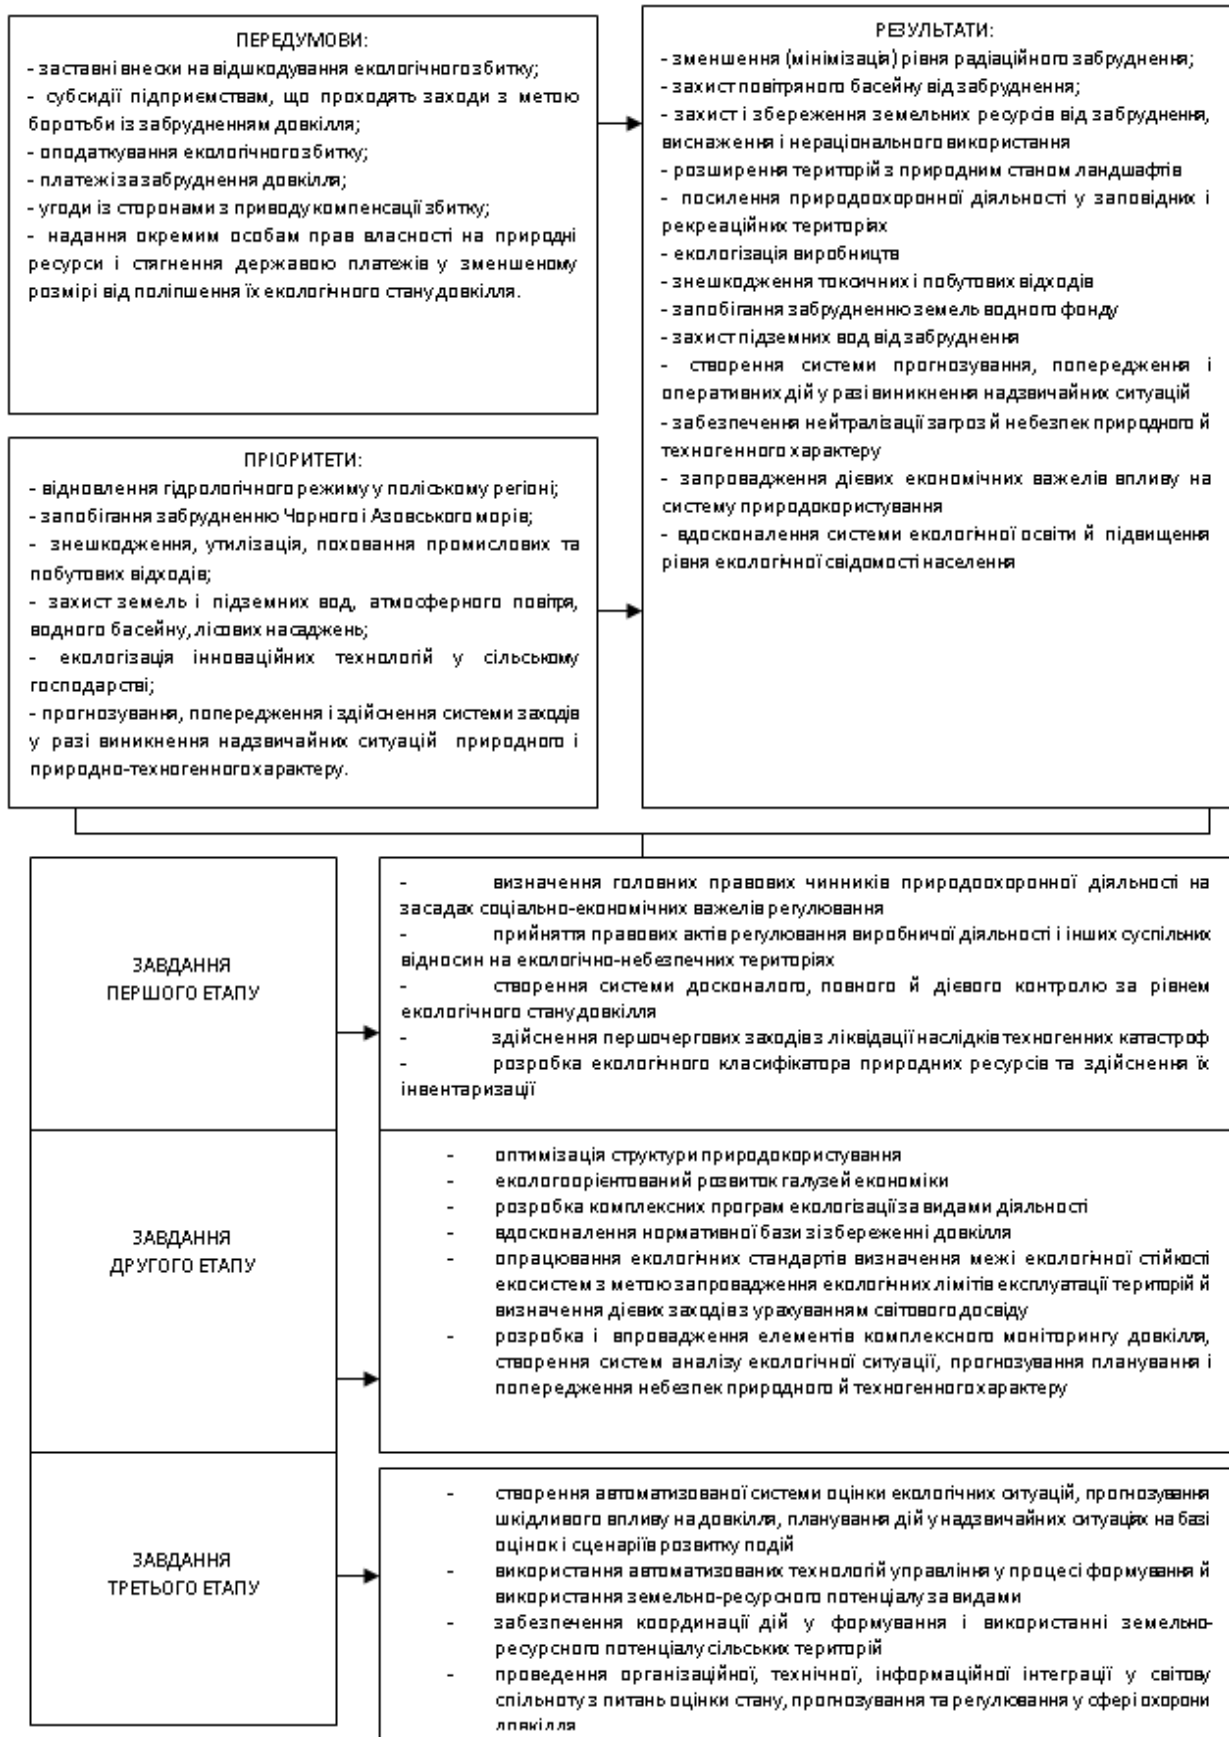 ПЕРЕДУМОВИ:
- заставні внески на відшкодування екологічного збитку;
- субсидії підприємствам, що проходять заходи з метою
боротьби із забрудненням довкілля;
- оподаткування екологічного збитку;
- платежі за забруднення довкілля;
- угоди із сторонами з приводу компенсації збитку;
- надання окремим особам прав власності на природні
ресурси і стягнення державою платежів у зменшеному
розмірі від поліпшення їх екологічного стану довкілля.
ПРІОРИТЕТИ:
- відновлення гідрологічного режиму у поліському регіоні;
- запобігання забрудненню Чорного і Азовського морів;
- знешкодження, утилізація, поховання промислових та
побутових відходів;
- захист земель і підземних вод, атмосферного повітря,
водного басейну, лісових насаджень;
- екологізація інноваційних технологій у сільському
господарстві;
- прогнозування, попередження і здійснення системи заходів
у разі виникнення надзвичайних ситуацій природного і
природно-техногенного характеру.
РЕЗУЛЬТАТИ:
- зменшення (мінімізація) рівня радіаційного забруднення;
- захист повітряного басейну від забруднення;
- захист і збереження земельних ресурсів від забруднення,
виснаження і нераціонального використання
- розширення територій з природним станом ландшафтів
- посилення природоохоронної діяльності у заповідних і
рекреаційних територіях
- екологізація виробництв
- знешкодження токсичних і побутових відходів
- запобігання забрудненню земель водного фонду
- захист підземних вод від забруднення
- створення системи прогнозування, попередження і
оперативних дій у разі виникнення надзвичайних ситуацій
- забезпечення нейтралізації загроз й небезпек природного й
техногенного характеру
- запровадження дієвих економічних важелів впливу на
систему природокористування
- вдосконалення системи екологічної освіти й підвищення
рівня екологічної свідомості населення
ЗАВДАННЯ
ПЕРШОГО ЕТАПУ
- визначення головних правових чинників природоохоронної діяльності на
засадах соціально-економічних важелів регулювання
- прийняття правових актів регулювання виробничої діяльності і інших суспільних
відносин на екологічно-небезпечних територіях
- створення системи досконалого, повного й дієвого контролю за рівнем
екологічного стану довкілля
- здійснення першочергових заходів з ліквідації наслідків техногенних катастроф
- розробка екологічного класифікатора природних ресурсів та здійснення їх
інвентаризації
ЗАВДАННЯ
ДРУГОГО ЕТАПУ
- оптимізація структури природокористування
- екологоорієнтований розвиток галузей економіки
- розробка комплексних програм екологізації за видами діяльності
- вдосконалення нормативної бази зі збереженні довкілля
- опрацювання екологічних стандартів визначення межі екологічної стійкості
екосистем з метою запровадження екологічних лімітів експлуатації територій й
визначення дієвих заходів з урахуванням світового досвіду
- розробка і впровадження елементів комплексного моніторингу довкілля,
створення систем аналізу екологічної ситуації, прогнозування планування і
попередження небезпек природного й техногенного характеру
ЗАВДАННЯ
ТРЕТЬОГО ЕТАПУ
- створення автоматизованої системи оцінки екологічних ситуацій, прогнозування
шкідливого впливу на довкілля, планування дій у надзвичайних ситуаціях на базі
оцінок і сценаріїв розвитку подій
- використання автоматизованих технологій управління у процесі формування й
використання земельно-ресурсного потенціалу за видами
- забезпечення координації дій у формування і використанні земельно-
ресурсного потенціалу сільських територій
- проведення організаційної, технічної, інформаційної інтеграції у світову
спільноту з питань оцінки стану, прогнозування та регулювання у сфері охорони
довкілля